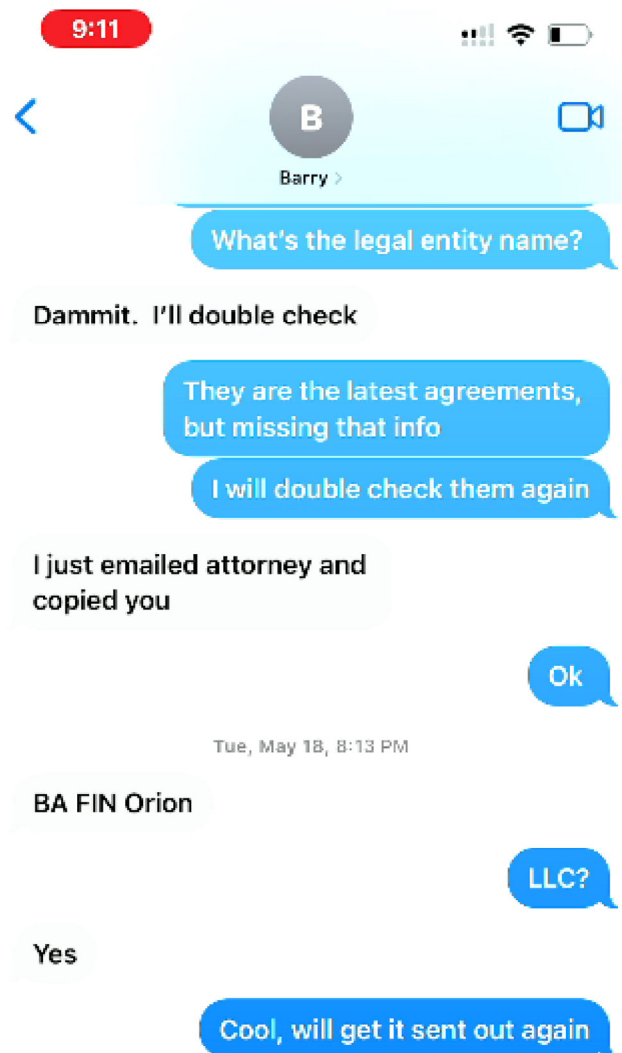 9:11
B
Barry >
What's the legal entity name?
Dammit.  I'll double check
They are the latest agreements,
but missing that info
I will double check them again
I just emailed attorney and
copied you
Ok
Tue, May 18, 8:13 PM
BA FIN Orion
LLC?
Yes
Cool, will get it sent out again